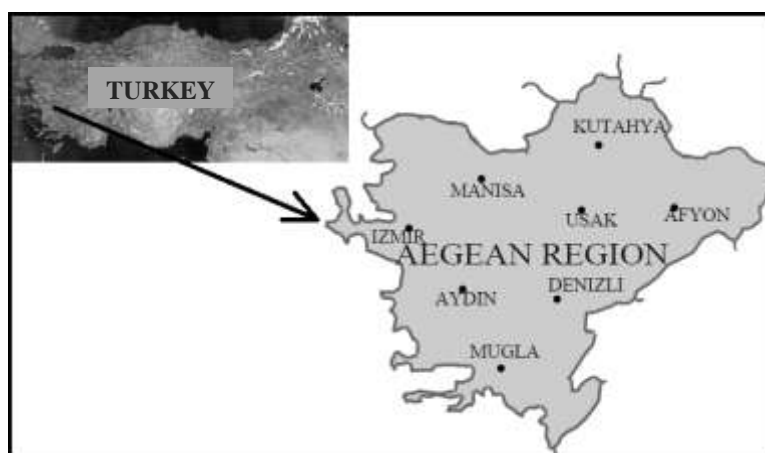 TURKEY
KUTAHYA
MANISA
USAK
AFYON
IZMIR
AEGEAN REGION
AYDIN
DENIZLI
MUGLA